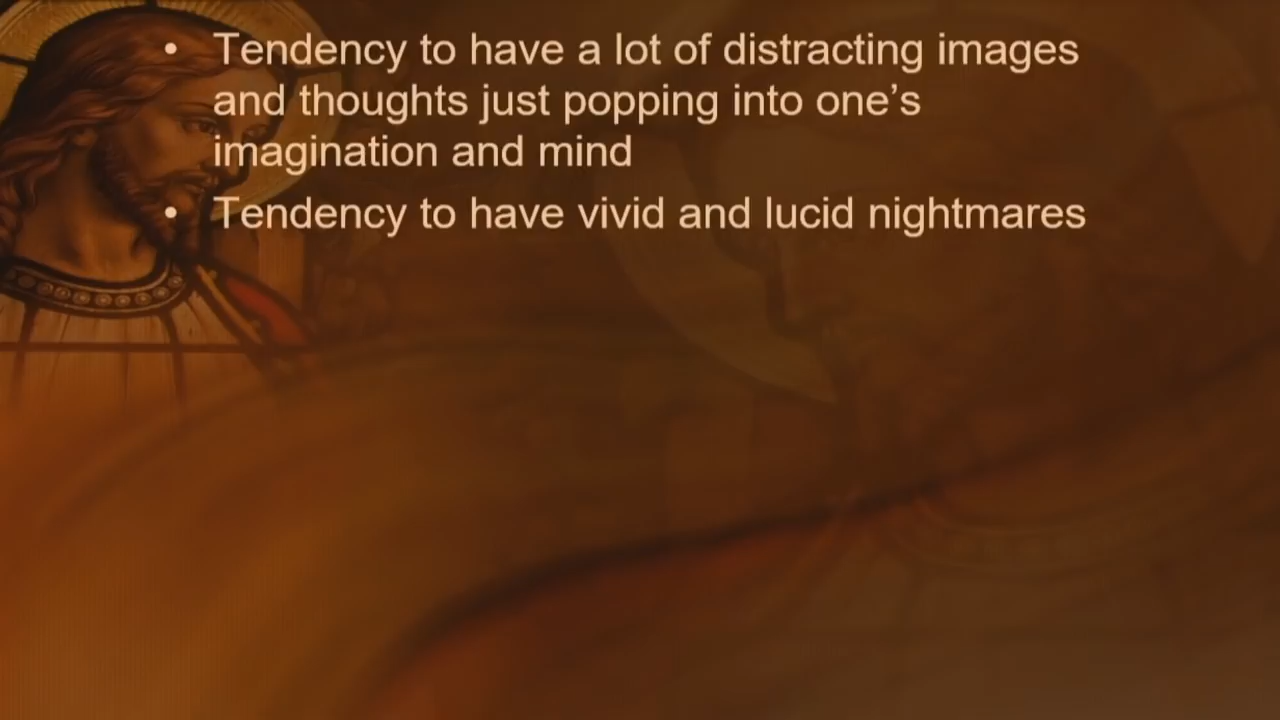 • Tendency to have a lot of distracting images
and thoughts just popping into one’s
imagination and mind
• Tendency to have vivid and lucid nightmares